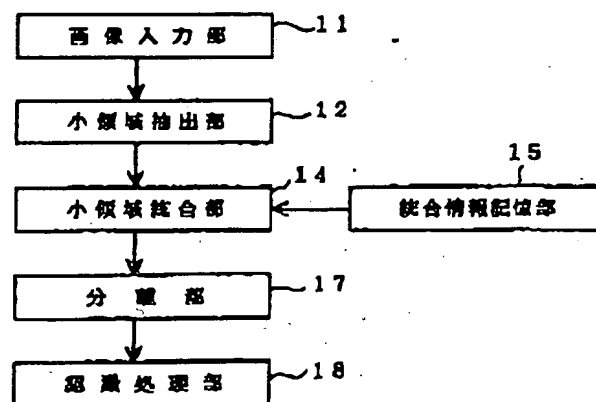 画像入力部 11
小領域抽出部 12
15
小領域統合部 14
統合情報記憶部
分離部 17
認識処理部 18